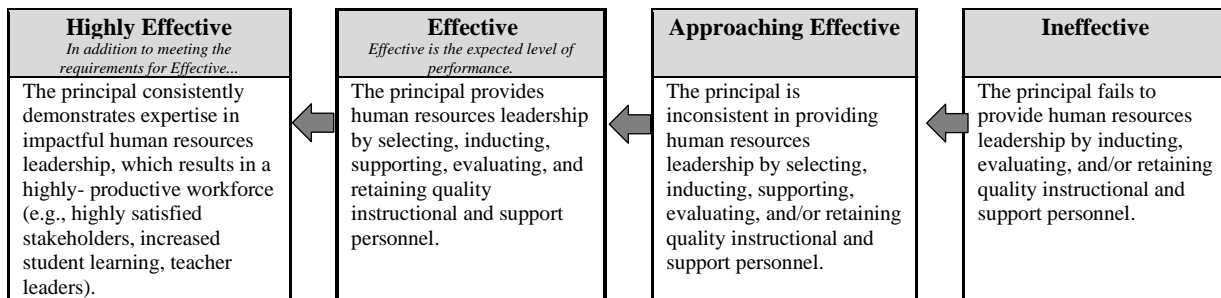 Highly Effective
In addition to meeting the
requirements for Effective...
The principal consistently
demonstrates expertise in
impactful human resources
leadership, which results in a
highly- productive workforce
(e.g., highly satisfied
stakeholders, increased
student learning, teacher
leaders).
Effective
Effective is the expected level of
performance.
The principal provides
human resources leadership
by selecting, inducting,
supporting, evaluating, and
retaining quality
instructional and support
personnel.
Approaching Effective
The principal is
inconsistent in providing
human resources
leadership by selecting,
inducting, supporting,
evaluating, and/or retaining
quality instructional and
support personnel.
Ineffective
The principal fails to
provide human resources
leadership by inducting,
evaluating, and/or retaining
quality instructional and
support personnel.